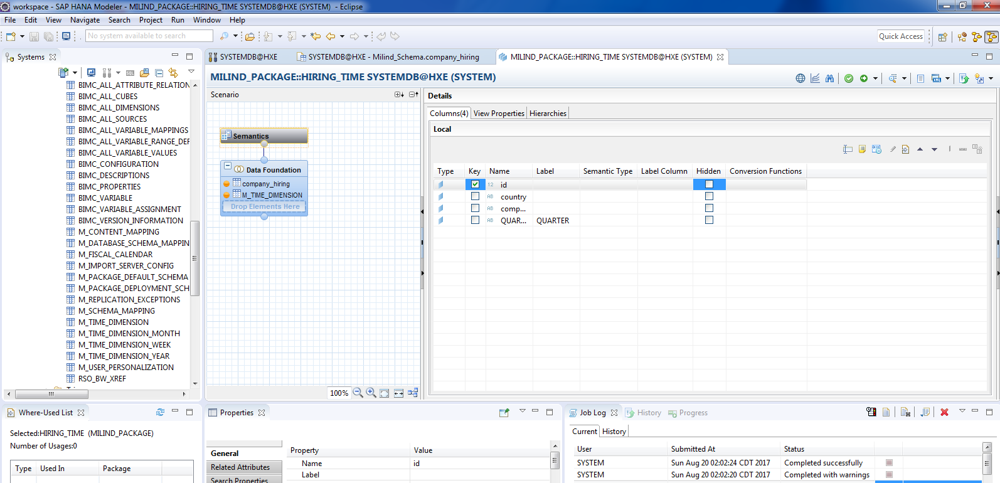 workspace - SAP HANA Modeler - MILIND_PACKAGE::HIRING_TIME SYSTEMDB@HXE (SYSTEM) - Eclipse
File Edit View Navigate Search Project Run Window Help
No system available to search
Quick Access
Systems
SYSTEMDB@HXE
SYSTEMDB@HXE - Milind_Schema.company_hiring
MILIND_PACKAGE::HIRING_TIME SYSTEMDB@HXE (SYSTEM)
SQL
BIMC_ALL_ATTRIBUTE_RELATION
BIMC_ALL_CUBES
BIMC_ALL_DIMENSIONS
BIMC_ALL_SOURCES
BIMC_ALL_VARIABLE_MAPPINGS
BIMC_ALL_VARIABLE_RANGE_DEF
BIMC_ALL_VARIABLE_VALUES
BIMC_CONFIGURATION
BIMC_DESCRIPTIONS
BIMC_PROPERTIES
BIMC_VARIABLE
BIMC_VARIABLE_ASSIGNMENT
BIMC_VERSION_INFORMATION
M_CONTENT_MAPPING
M_DATABASE_SCHEMA_MAPPIN
M_FISCAL_CALENDAR
M_IMPORT_SERVER_CONFIG
M_PACKAGE_DEFAULT_SCHEMA
M_PACKAGE_DEPLOYMENT_SCH
M_REPLICATION_EXCEPTIONS
M_SCHEMA_MAPPING
M_TIME_DIMENSION
M_TIME_DIMENSION_MONTH
M_TIME_DIMENSION_WEEK
M_TIME_DIMENSION_YEAR
M_USER_PERSONALIZATION
RSO_BW_XREF
MILIND_PACKAGE::HIRING_TIME SYSTEMDB@HXE (SYSTEM)
Scenario
Semantics
Data Foundation
company_hiring
M_TIME_DIMENSION
Drop Elements Here
100%
Details
Columns(4) View Properties Hierarchies
Local
Type Key Name Label Semantic Type Label Column Hidden Conversion Functions
12 id
AB country
AB comp...
AB QUAR... QUARTER
Where-Used List
Selected:HIRING_TIME (MILIND_PACKAGE)
Number of Usages:0
Type Used In Package
Properties
General
Related Attributes
Search Properties
Property Value
Name id
Label
Job Log History Progress
Current History
User Submitted At Status
SYSTEM Sun Aug 20 02:02:24 CDT 2017 Completed successfully
SYSTEM Sun Aug 20 02:02:20 CDT 2017 Completed with warnings